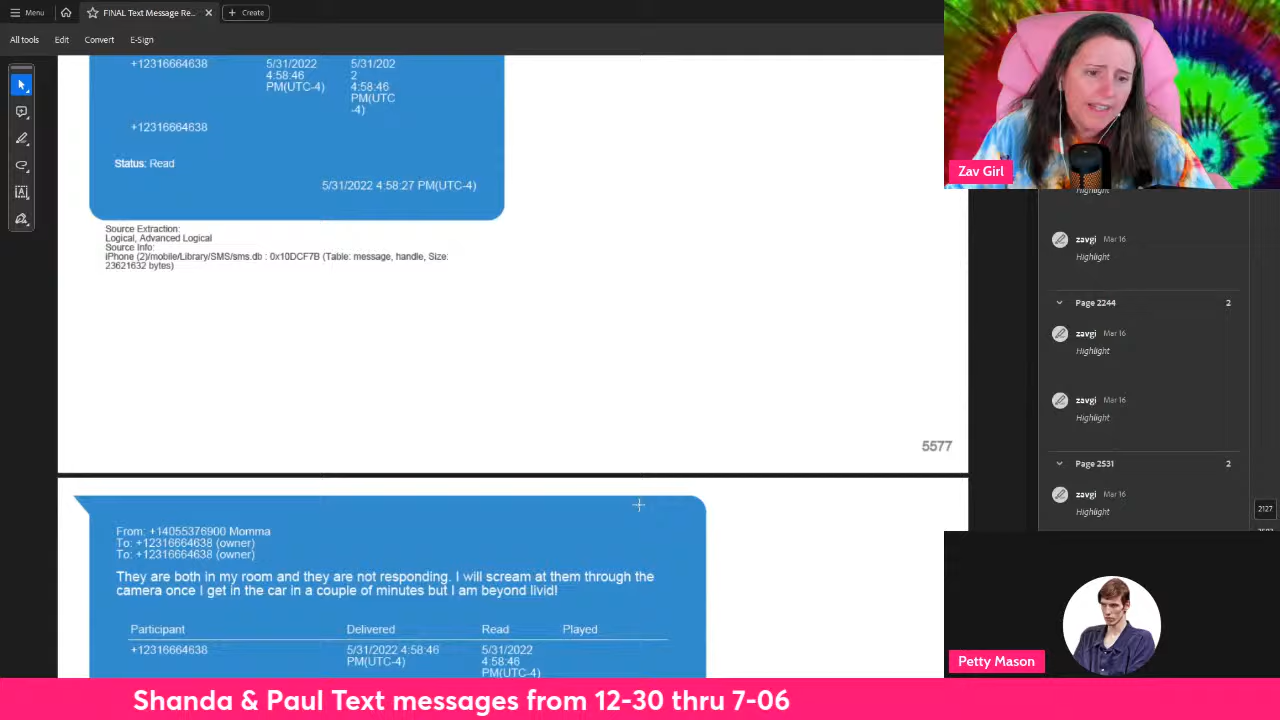 Menu
FINAL Text Message Re...
Create
All tools
Edit
Convert
E-Sign
+12316664638
5/31/2022
4:58:46
PM(UTC-4)
5/31/202
2
4:58:46
PM(UTC
-4)
+12316664638
Status: Read
5/31/2022 4:58:27 PM(UTC-4)
Source Extraction:
Logical, Advanced Logical
Source Info:
iPhone (2)/mobile/Library/SMS/sms.db : 0x10DCF7B (Table: message, handle, Size:
23621632 bytes)
5577
From: +14055376900 Momma
To: +12316664638 (owner)
To: +12316664638 (owner)
They are both in my room and they are not responding. I will scream at them through the
camera once I get in the car in a couple of minutes but I am beyond livid!
Participant Delivered Read Played
+12316664638
5/31/2022 4:58:46
PM(UTC-4)
5/31/2022
4:58:46
PM(UTC-4)
Zav Girl
Highlight
zavgi Mar 16
Highlight
Page 2244 2
zavgi Mar 16
Highlight
zavgi Mar 16
Highlight
Page 2531 2
zavgi Mar 16
Highlight
2127
Petty Mason
Shanda & Paul Text messages from 12-30 thru 7-06